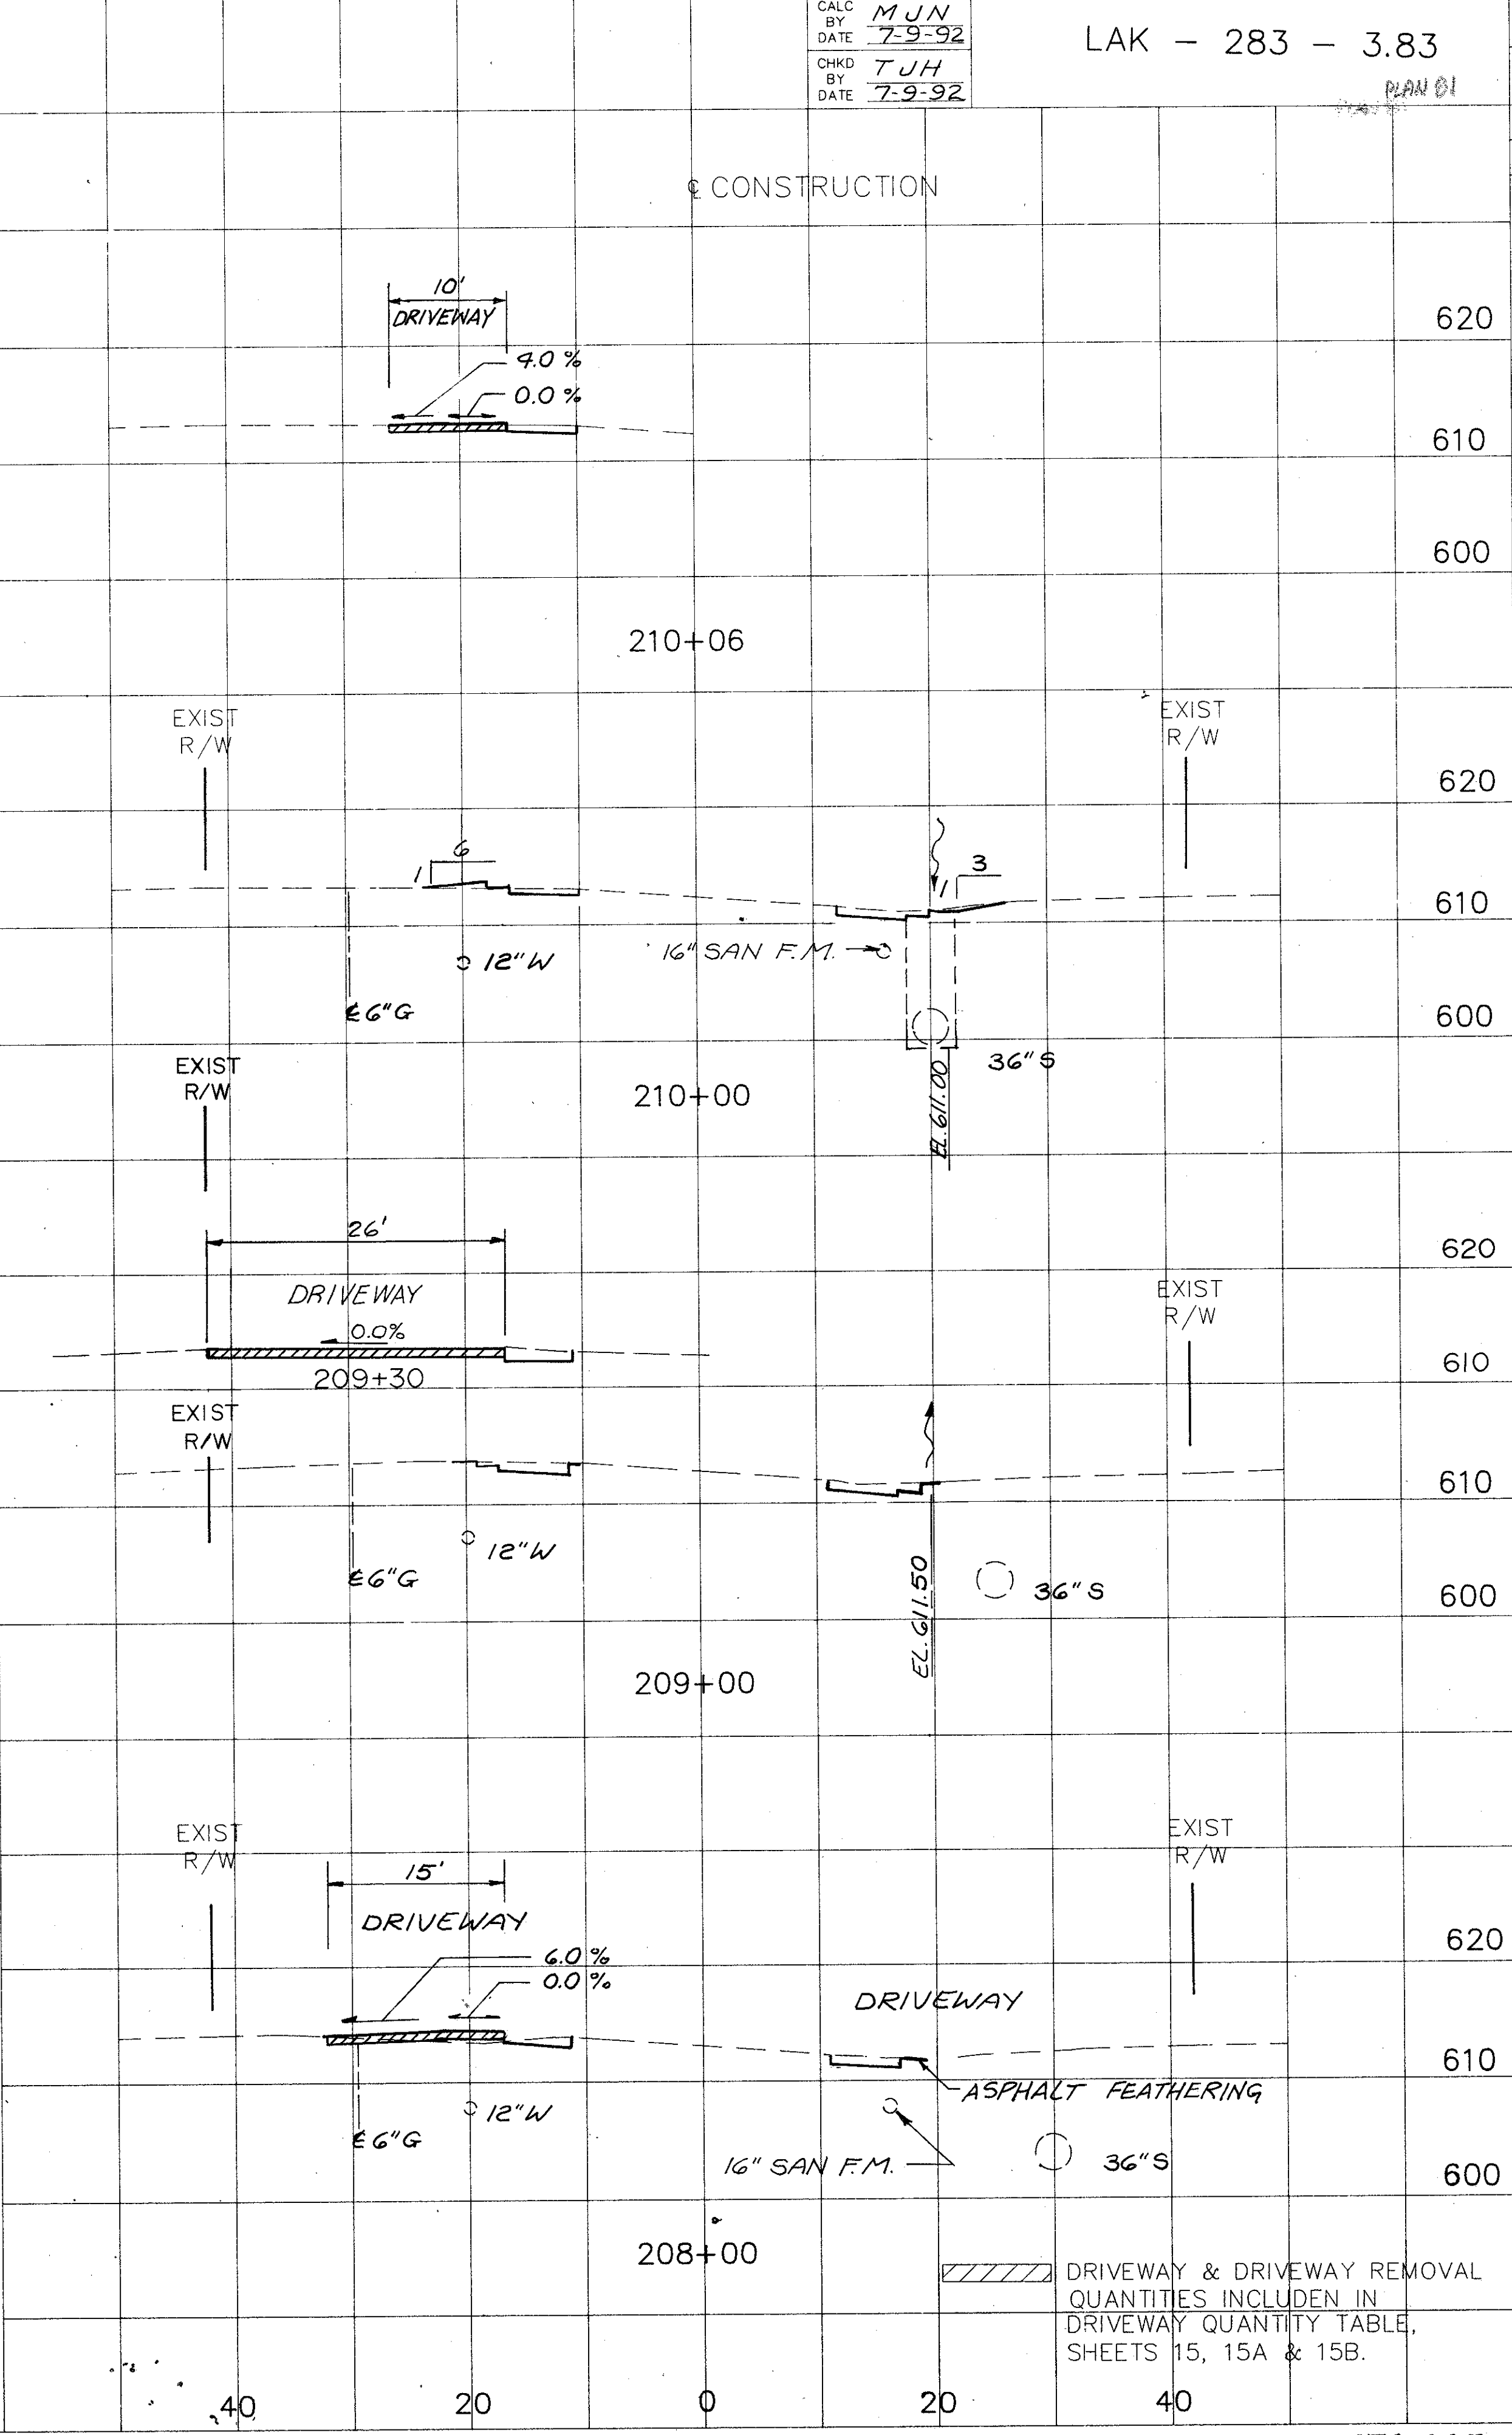 CALC
BY MJN
DATE 7-9-92
CHKD
BY TJH
DATE 7-9-92
LAK - 283 - 3.83
PLAN 81
℄ CONSTRUCTION
10'
DRIVEWAY
4.0 %
0.0 %
620
610
600
210+06
EXIST
R/W
EXIST
R/W
620
6
1
3
1
610
16" SAN F.M.
12" W
℄ 6" G
600
36" S
EL. 611.00
210+00
EXIST
R/W
26'
620
DRIVEWAY
0.0%
209+30
EXIST
R/W
610
EXIST
R/W
610
12" W
℄ 6" G
EL. 611.50
36" S
600
209+00
EXIST
R/W
EXIST
R/W
15'
DRIVEWAY
6.0 %
0.0 %
620
DRIVEWAY
610
ASPHALT FEATHERING
12" W
℄ 6" G
16" SAN F.M.
36" S
600
208+00
DRIVEWAY & DRIVEWAY REMOVAL
QUANTITIES INCLUDEN IN
DRIVEWAY QUANTITY TABLE,
SHEETS 15, 15A & 15B.
40 20 0 20 40